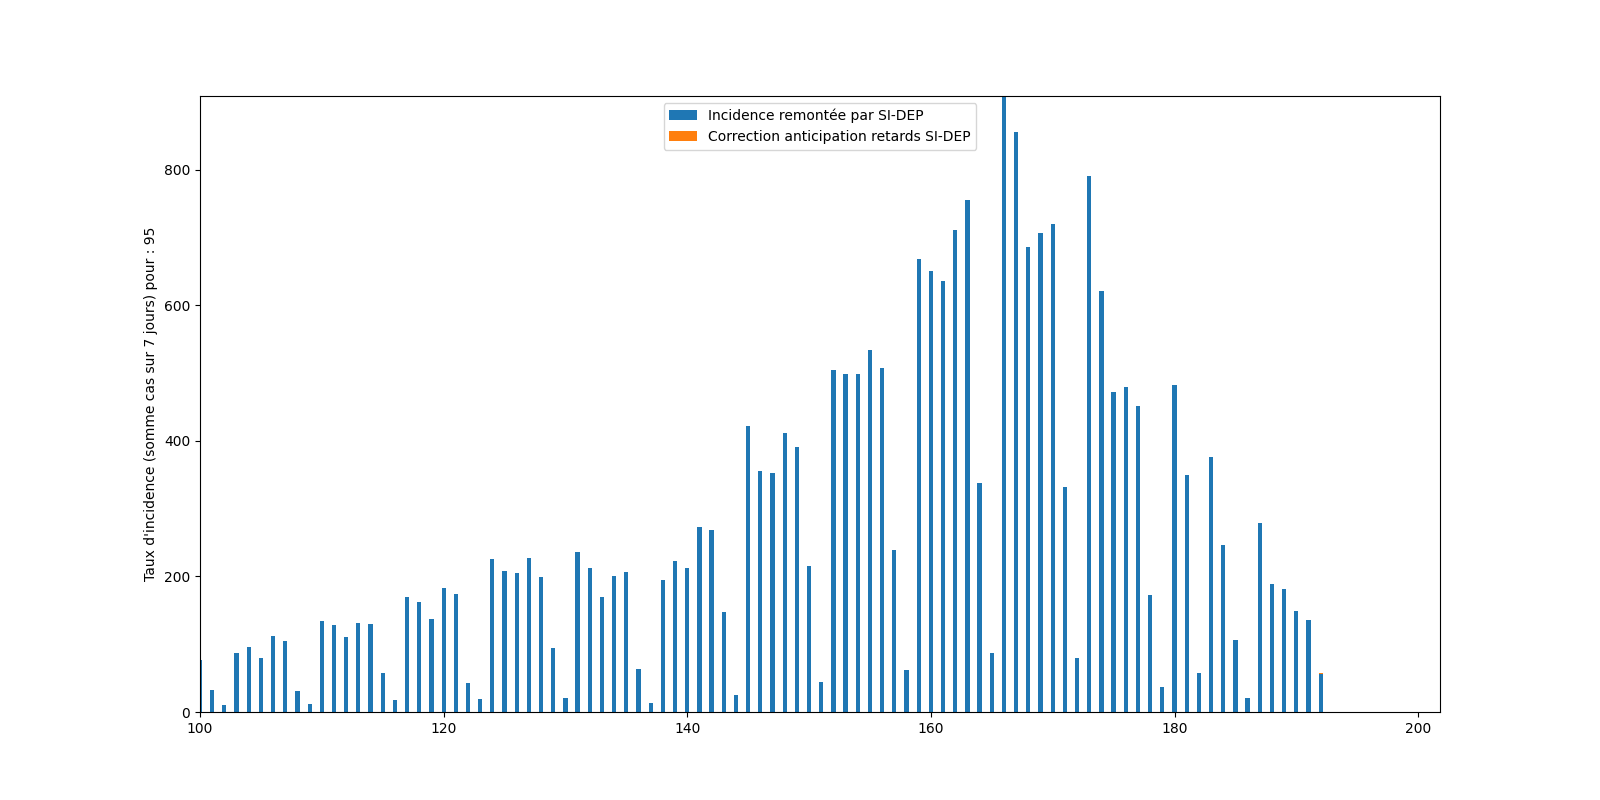 Incidence remontée par SI-DEP
Correction anticipation retards SI-DEP
Taux d'incidence (somme cas sur 7 jours) pour : 95
800
600
400
200
0
100 120 140 160 180 200